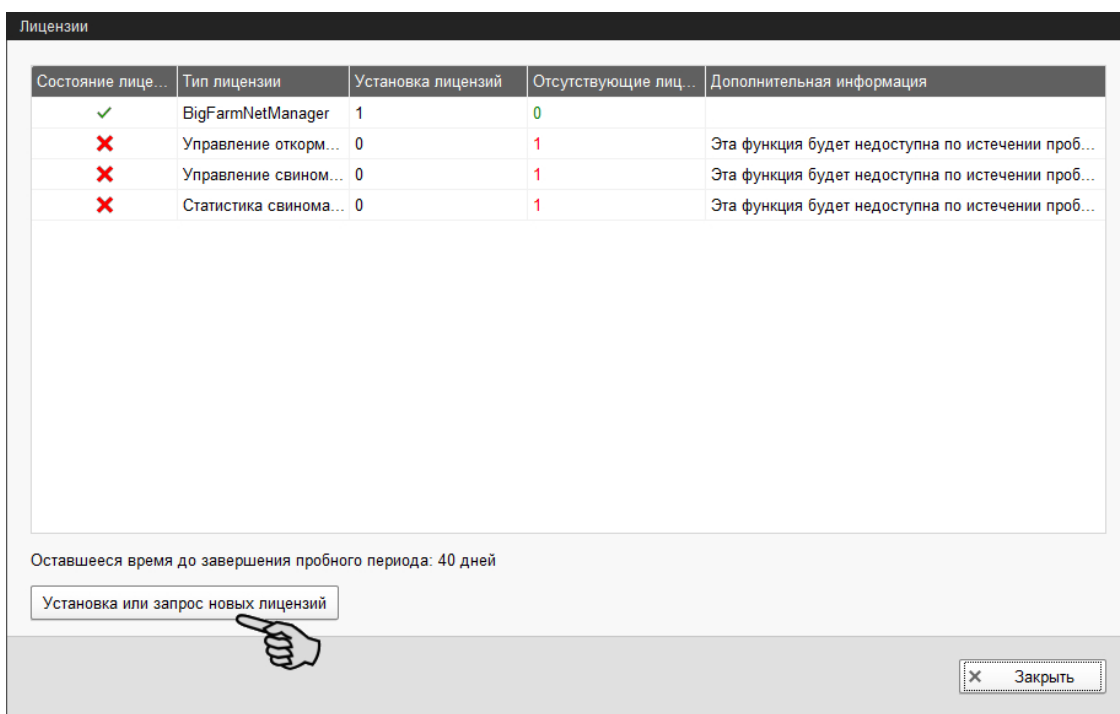 Лицензии
Состояние лице... Тип лицензии Установка лицензий Отсутствующие лиц... Дополнительная информация
BigFarmNetManager 1 0
Управление откорм... 0 1 Эта функция будет недоступна по истечении проб...
Управление свином... 0 1 Эта функция будет недоступна по истечении проб...
Статистика свинома... 0 1 Эта функция будет недоступна по истечении проб...
Оставшееся время до завершения пробного периода: 40 дней
Установка или запрос новых лицензий
Закрыть